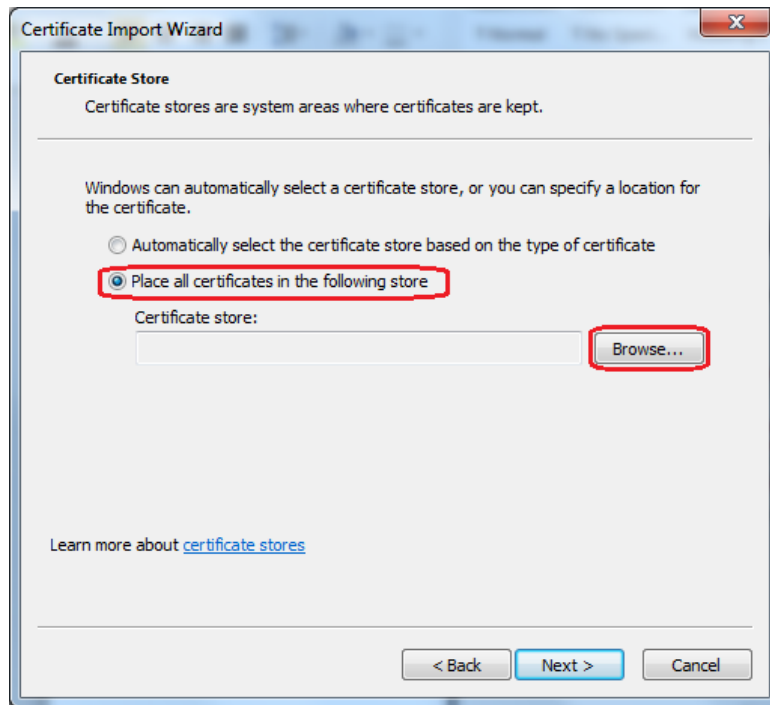 Certificate Import Wizard
Certificate Store
Certificate stores are system areas where certificates are kept.
Windows can automatically select a certificate store, or you can specify a location for
the certificate.
Automatically select the certificate store based on the type of certificate
Place all certificates in the following store
Certificate store:
Browse...
Learn more about certificate stores
< Back Next > Cancel